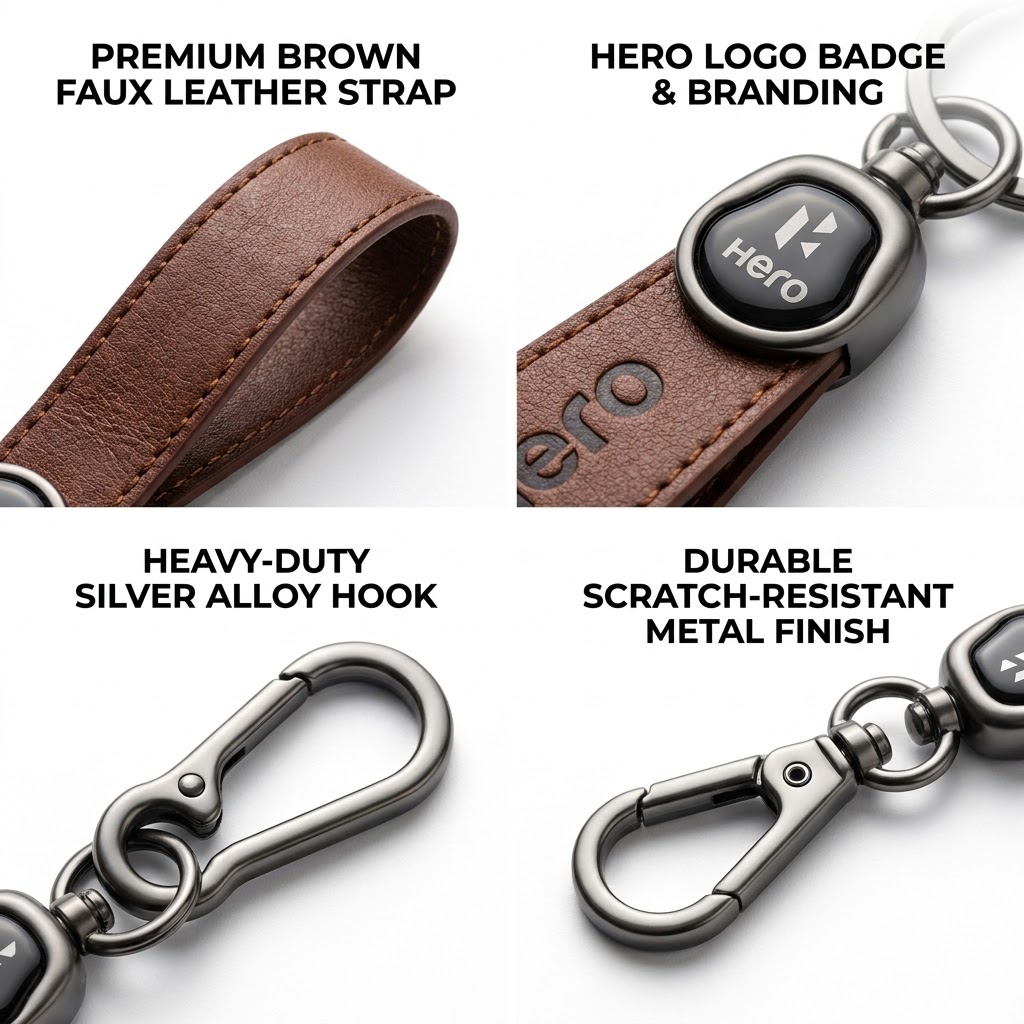 PREMIUM BROWN
FAUX LEATHER STRAP
HERO LOGO BADGE
& BRANDING
Hero
ero
HEAVY-DUTY
SILVER ALLOY HOOK
DURABLE
SCRATCH-RESISTANT
METAL FINISH